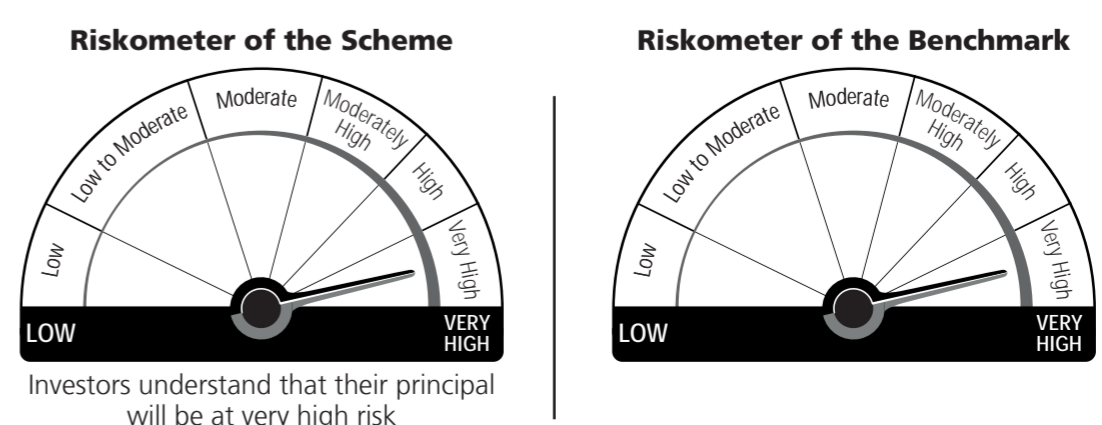 Riskometer of the Scheme
Low
Low to Moderate
Moderate
Moderately
High
High
Very High
LOW
VERY
HIGH
Investors understand that their principal
will be at very high risk
Riskometer of the Benchmark
Low
Low to Moderate
Moderate
Moderately
High
High
Very High
LOW
VERY
HIGH